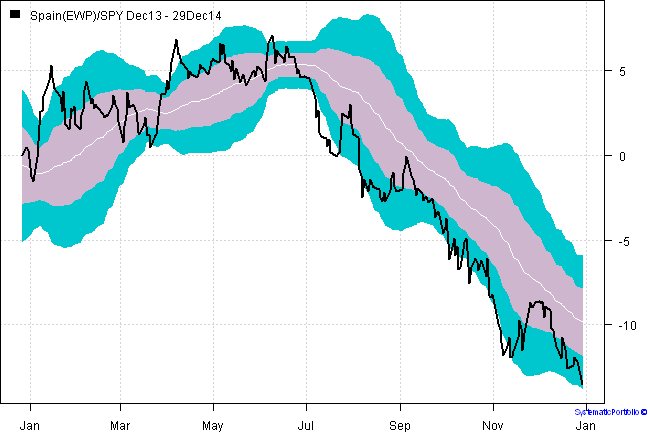 Spain(EWP)/SPY Dec13 - 29Dec14
5
0
-5
-10
Jan Mar May Jul Sep Nov Jan
SystematicPortfolio ©